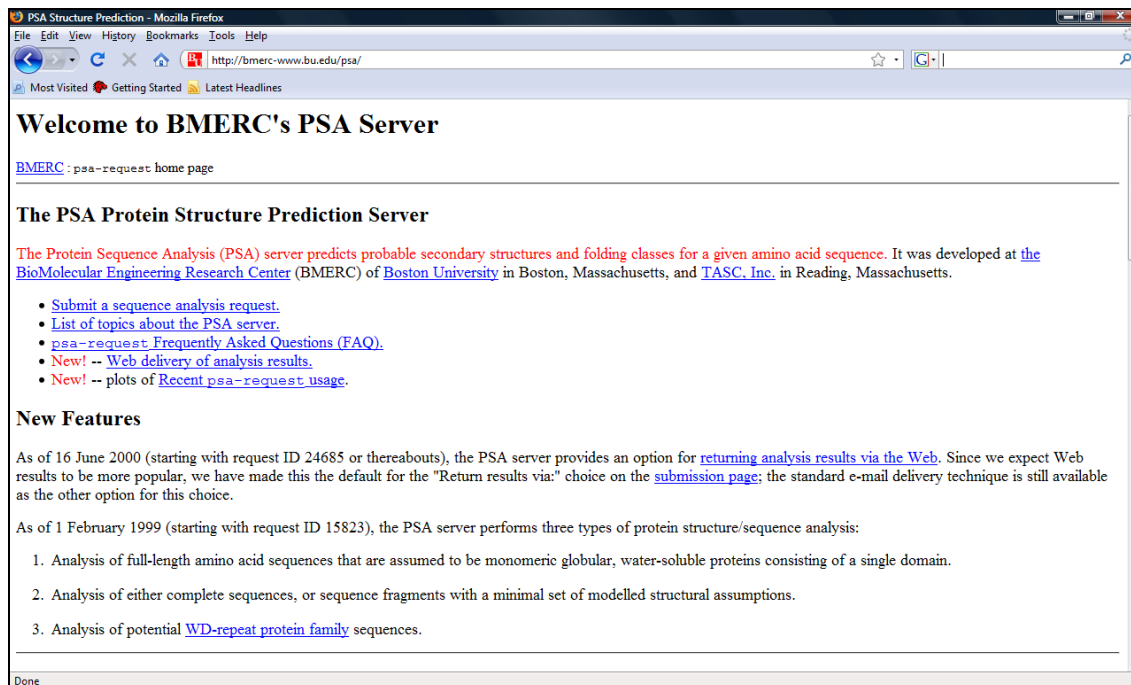 PSA Structure Prediction - Mozilla Firefox
File Edit View History Bookmarks Tools Help
http://bmerc-www.bu.edu/psa/
Most Visited Getting Started Latest Headlines
Welcome to BMERC's PSA Server
BMERC : psa-request home page
The PSA Protein Structure Prediction Server
The Protein Sequence Analysis (PSA) server predicts probable secondary structures and folding classes for a given amino acid sequence. It was developed at the
BioMolecular Engineering Research Center (BMERC) of Boston University in Boston, Massachusetts, and TASC, Inc. in Reading, Massachusetts.
• Submit a sequence analysis request.
• List of topics about the PSA server.
• psa-request Frequently Asked Questions (FAQ).
• New! -- Web delivery of analysis results.
• New! -- plots of Recent psa-request usage.
New Features
As of 16 June 2000 (starting with request ID 24685 or thereabouts), the PSA server provides an option for returning analysis results via the Web. Since we expect Web
results to be more popular, we have made this the default for the "Return results via:" choice on the submission page; the standard e-mail delivery technique is still available
as the other option for this choice.
As of 1 February 1999 (starting with request ID 15823), the PSA server performs three types of protein structure/sequence analysis:
1. Analysis of full-length amino acid sequences that are assumed to be monomeric globular, water-soluble proteins consisting of a single domain.
2. Analysis of either complete sequences, or sequence fragments with a minimal set of modelled structural assumptions.
3. Analysis of potential WD-repeat protein family sequences.
Done